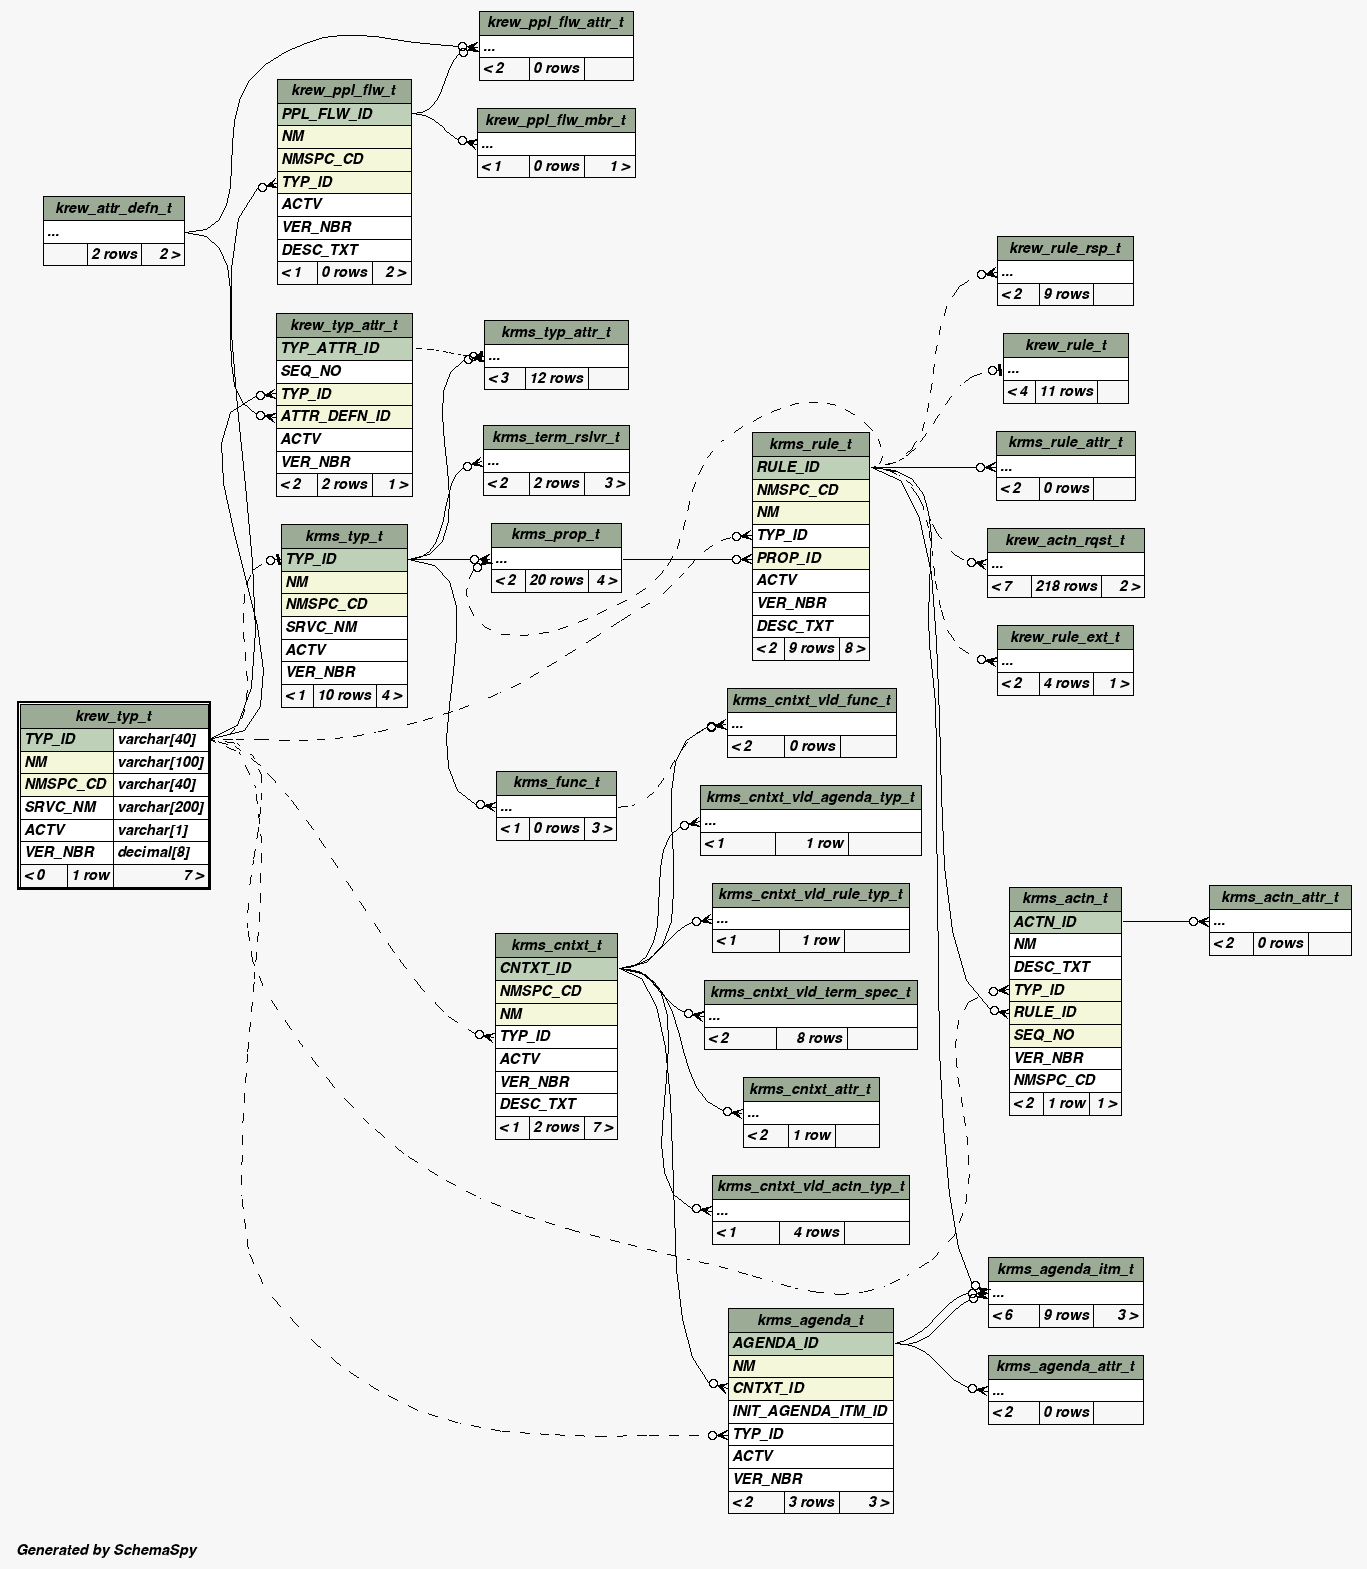 krew_ppl_flw_attr_t
...
< 2 0 rows
krew_ppl_flw_t
PPL_FLW_ID
NM
NMSPC_CD
TYP_ID
ACTV
VER_NBR
DESC_TXT
< 1 0 rows 2 >
krew_ppl_flw_mbr_t
...
< 1 0 rows 1 >
krew_attr_defn_t
...
2 rows 2 >
krew_typ_attr_t
TYP_ATTR_ID
SEQ_NO
TYP_ID
ATTR_DEFN_ID
ACTV
VER_NBR
< 2 2 rows 1 >
krms_typ_attr_t
...
< 3 12 rows
krms_term_rslvr_t
...
< 2 2 rows 3 >
krms_typ_t
TYP_ID
NM
NMSPC_CD
SRVC_NM
ACTV
VER_NBR
< 1 10 rows 4 >
krms_prop_t
...
< 2 20 rows 4 >
krms_rule_t
RULE_ID
NMSPC_CD
NM
TYP_ID
PROP_ID
ACTV
VER_NBR
DESC_TXT
< 2 9 rows 8 >
krew_rule_rsp_t
...
< 2 9 rows
krew_rule_t
...
< 4 11 rows
krms_rule_attr_t
...
< 2 0 rows
krew_actn_rqst_t
...
< 7 218 rows 2 >
krew_rule_ext_t
...
< 2 4 rows 1 >
krew_typ_t
TYP_ID varchar[40]
NM varchar[100]
NMSPC_CD varchar[40]
SRVC_NM varchar[200]
ACTV varchar[1]
VER_NBR decimal[8]
< 0 1 row 7 >
krms_func_t
...
< 1 0 rows 3 >
krms_cntxt_vld_func_t
...
< 2 0 rows
krms_cntxt_vld_agenda_typ_t
...
< 1 1 row
krms_cntxt_vld_rule_typ_t
...
< 1 1 row
krms_cntxt_t
CNTXT_ID
NMSPC_CD
NM
TYP_ID
ACTV
VER_NBR
DESC_TXT
< 1 2 rows 7 >
krms_cntxt_vld_term_spec_t
...
< 2 8 rows
krms_cntxt_attr_t
...
< 2 1 row
krms_cntxt_vld_actn_typ_t
...
< 1 4 rows
krms_actn_t
ACTN_ID
NM
DESC_TXT
TYP_ID
RULE_ID
SEQ_NO
VER_NBR
NMSPC_CD
< 2 1 row 1 >
krms_actn_attr_t
...
< 2 0 rows
krms_agenda_itm_t
...
< 6 9 rows 3 >
krms_agenda_t
AGENDA_ID
NM
CNTXT_ID
INIT_AGENDA_ITM_ID
TYP_ID
ACTV
VER_NBR
< 2 3 rows 3 >
krms_agenda_attr_t
...
< 2 0 rows
Generated by SchemaSpy